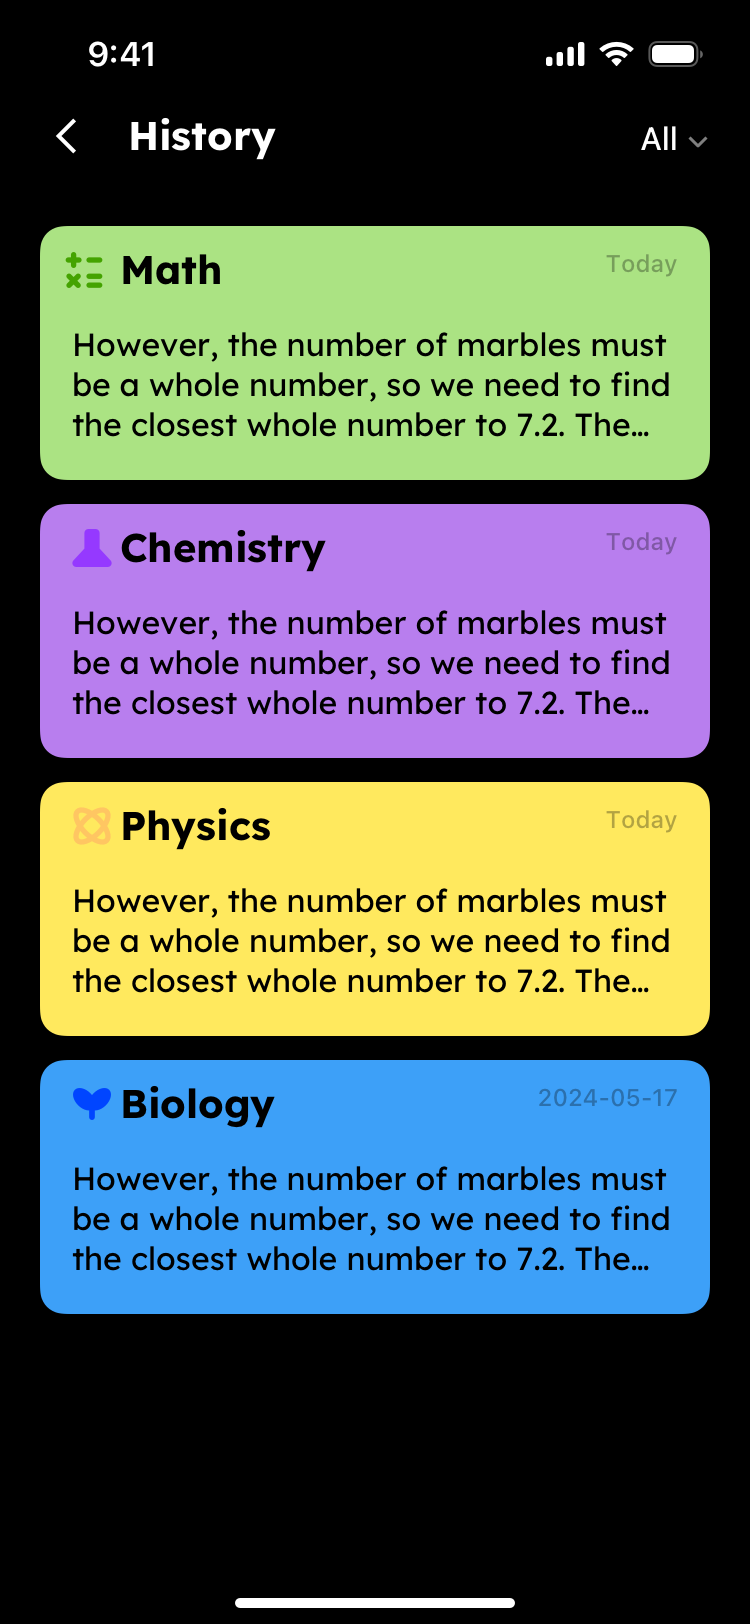 9:41
History
All
Math
Today
However, the number of marbles must
be a whole number, so we need to find
the closest whole number to 7.2. The...
Chemistry
Today
However, the number of marbles must
be a whole number, so we need to find
the closest whole number to 7.2. The...
Physics
Today
However, the number of marbles must
be a whole number, so we need to find
the closest whole number to 7.2. The...
Biology
2024-05-17
However, the number of marbles must
be a whole number, so we need to find
the closest whole number to 7.2. The...